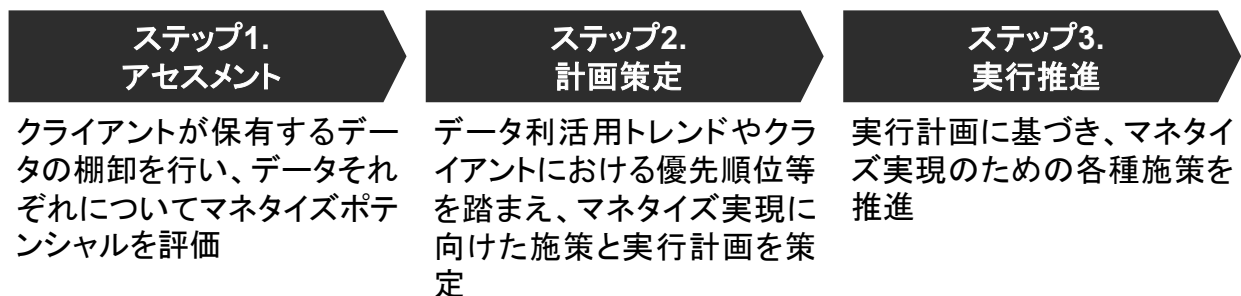 ステップ1.
アセスメント
クライアントが保有するデー
タの棚卸を行い、データそれ
ぞれについてマネタイズポテ
ンシャルを評価
ステップ2.
計画策定
データ利活用トレンドやクラ
イアントにおける優先順位等
を踏まえ、マネタイズ実現に
向けた施策と実行計画を策
定
ステップ3.
実行推進
実行計画に基づき、マネタイ
ズ実現のための各種施策を
推進